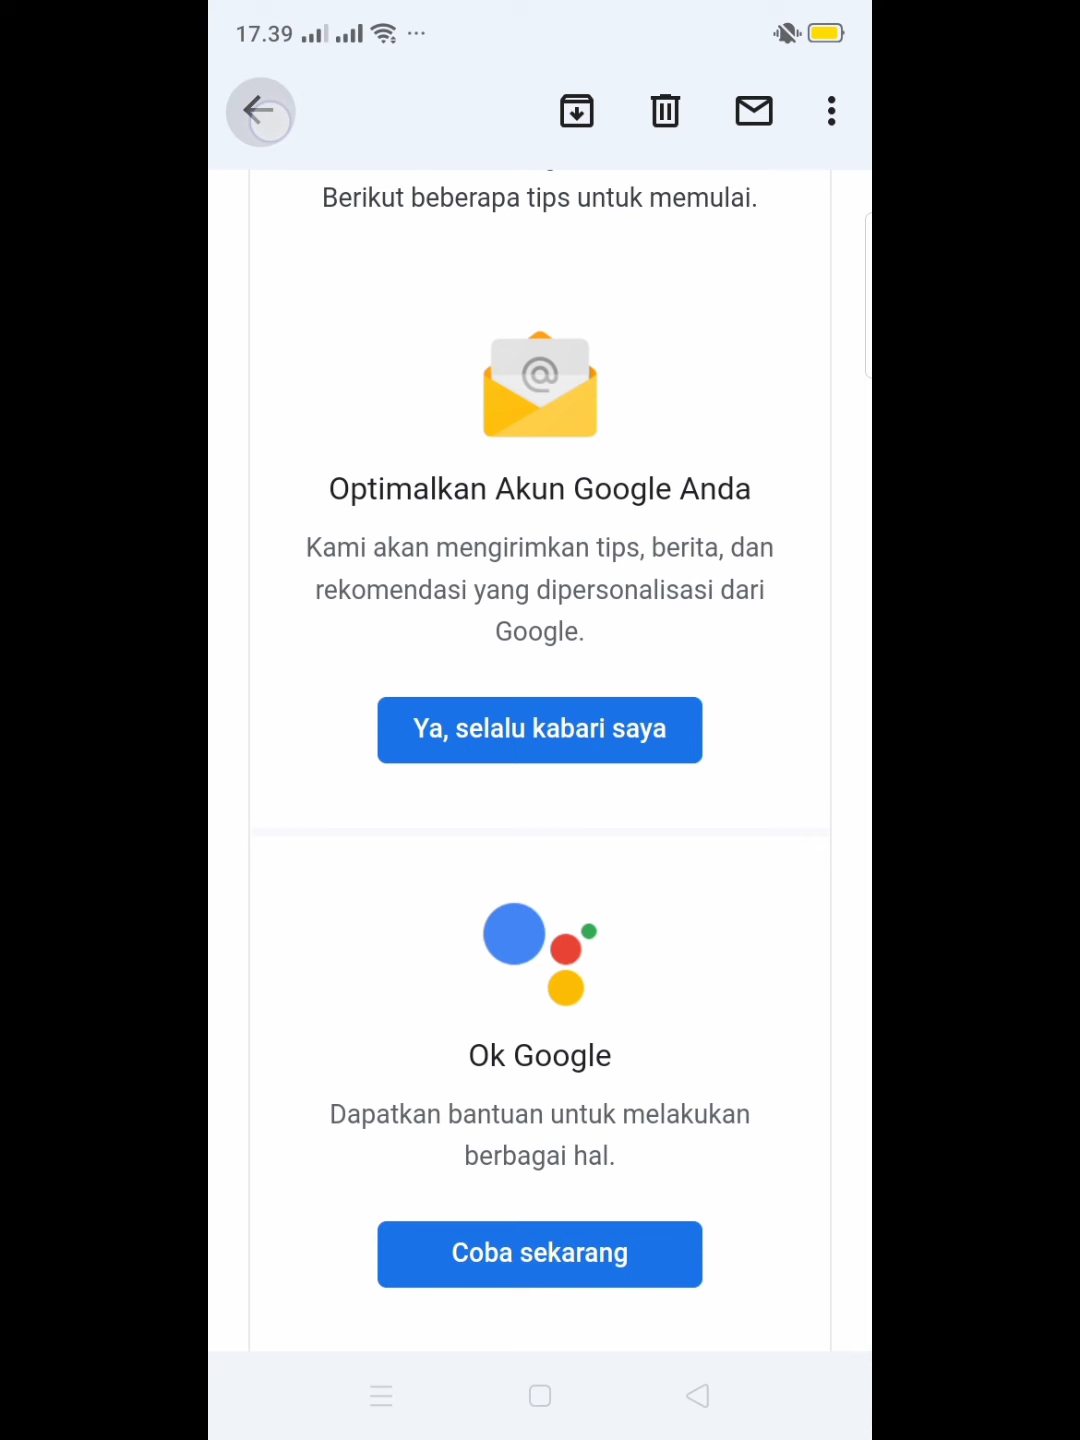 17.39
Berikut beberapa tips untuk memulai.
@
Optimalkan Akun Google Anda
Kami akan mengirimkan tips, berita, dan
rekomendasi yang dipersonalisasi dari
Google.
Ya, selalu kabari saya
Ok Google
Dapatkan bantuan untuk melakukan
berbagai hal.
Coba sekarang